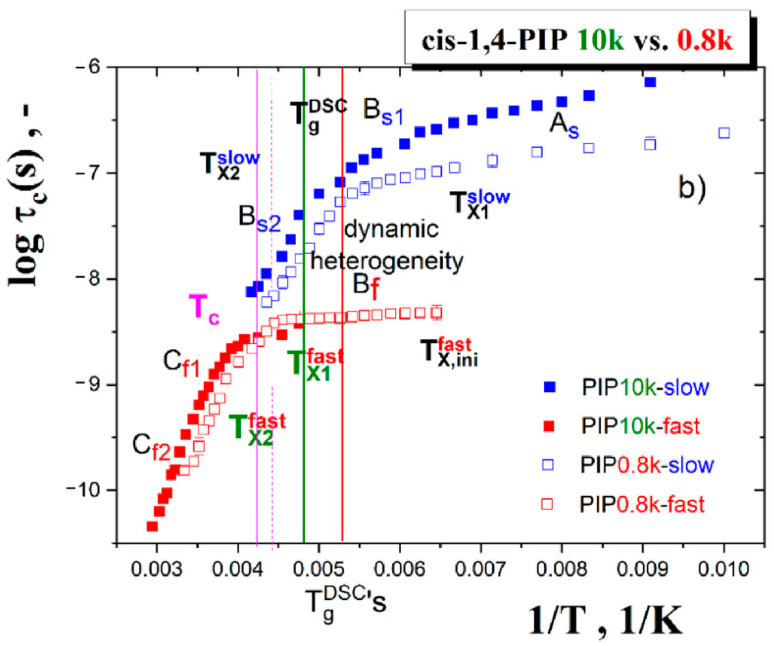 cis-1,4-PIP 10k vs. 0.8k
log τc(s) , -
−6
−7
−8
−9
−10
TgDSC
Bs1
As
TX2slow
TX1slow
b)
Bs2
dynamic
heterogeneity
Bf
Tc
Cf1
TX1fast
TX,inifast
TX2fast
Cf2
PIP10k-slow
PIP10k-fast
PIP0.8k-slow
PIP0.8k-fast
0.003 0.004 0.005 0.006 0.007 0.008 0.009 0.010
TgDSC's
1/T , 1/K